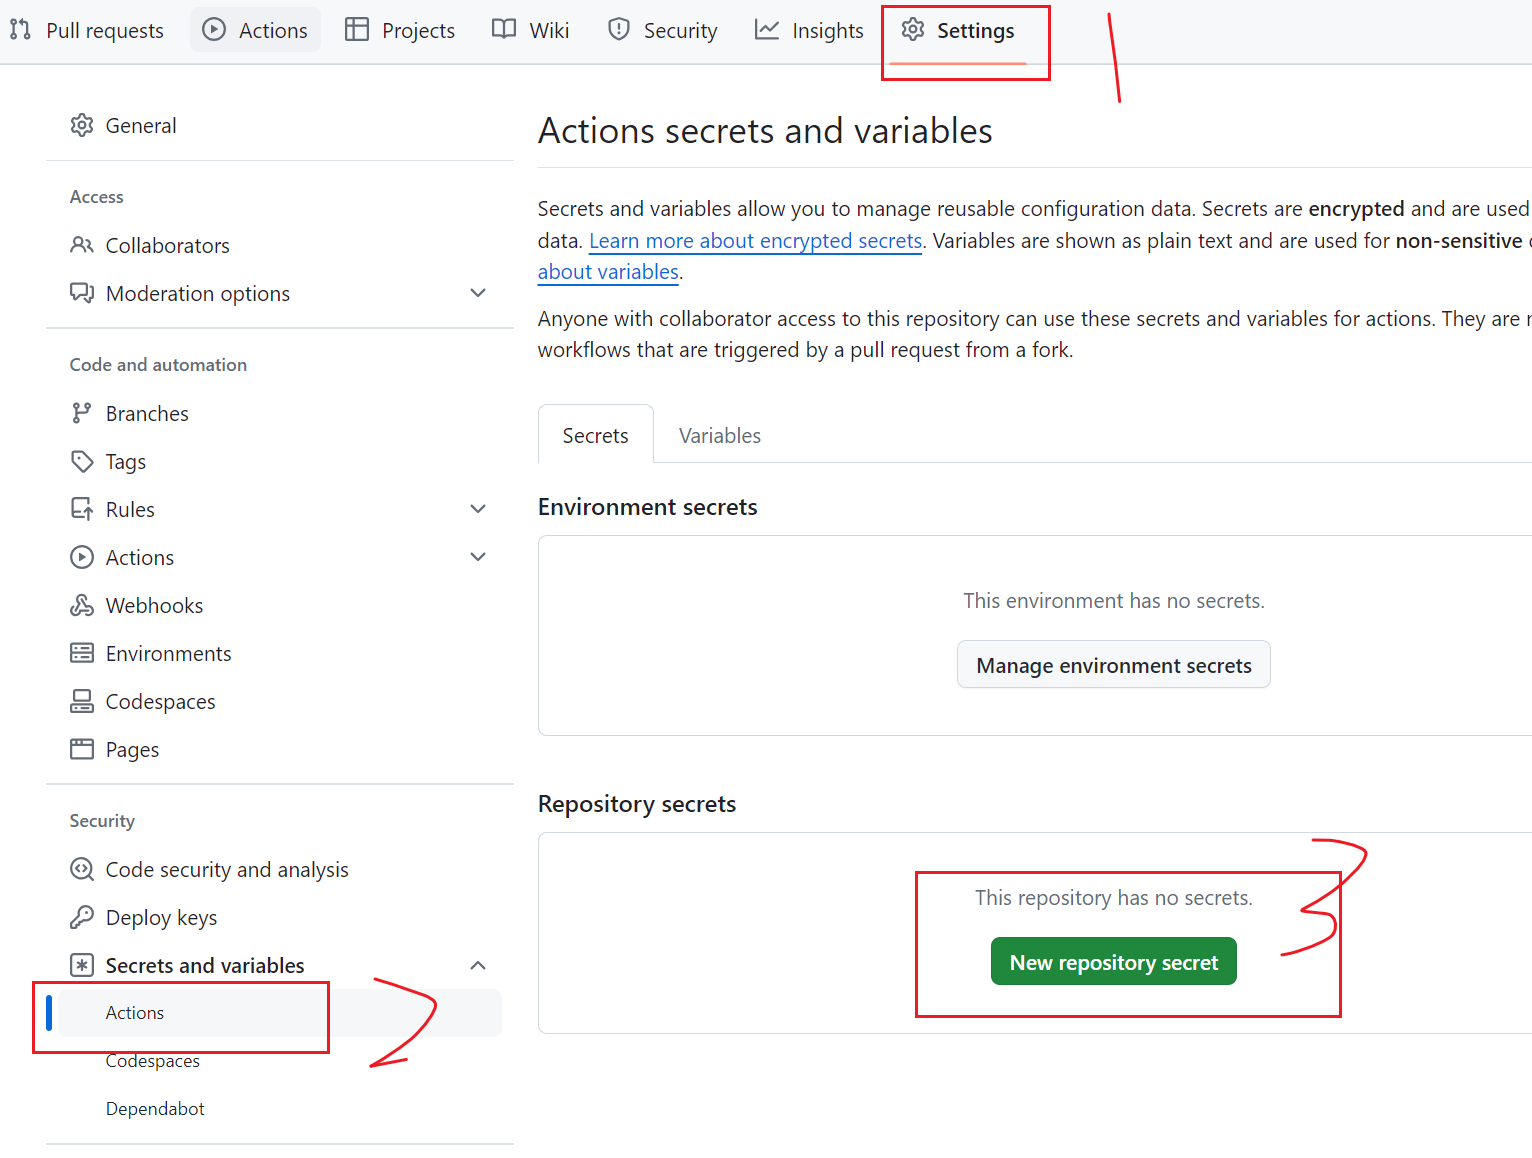 Pull requests Actions Projects Wiki Security Insights Settings 1
General
Access
Collaborators
Moderation options
Code and automation
Branches
Tags
Rules
Actions
Webhooks
Environments
Codespaces
Pages
Security
Code security and analysis
Deploy keys
Secrets and variables
Actions 2
Codespaces
Dependabot
Actions secrets and variables
Secrets and variables allow you to manage reusable configuration data. Secrets are encrypted and are used
data. Learn more about encrypted secrets. Variables are shown as plain text and are used for non-sensitive
about variables.
Anyone with collaborator access to this repository can use these secrets and variables for actions. They are
workflows that are triggered by a pull request from a fork.
Secrets Variables
Environment secrets
This environment has no secrets.
Manage environment secrets
Repository secrets
This repository has no secrets. 3
New repository secret